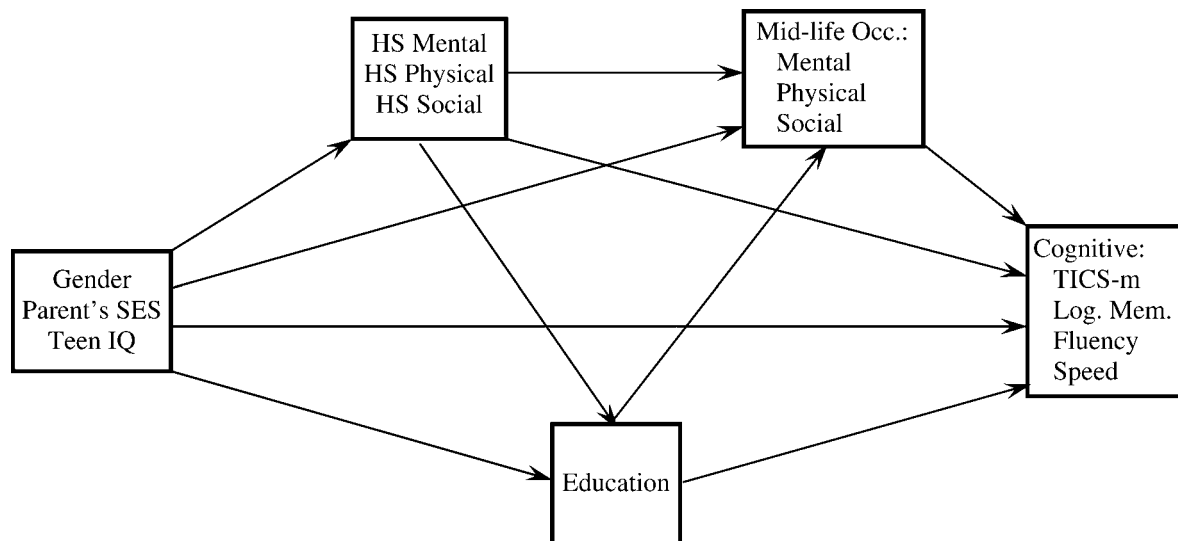 HS Mental
HS Physical
HS Social
Mid-life Occ.:
Mental
Physical
Social
Gender
Parent's SES
Teen IQ
Cognitive:
TICS-m
Log. Mem.
Fluency
Speed
Education